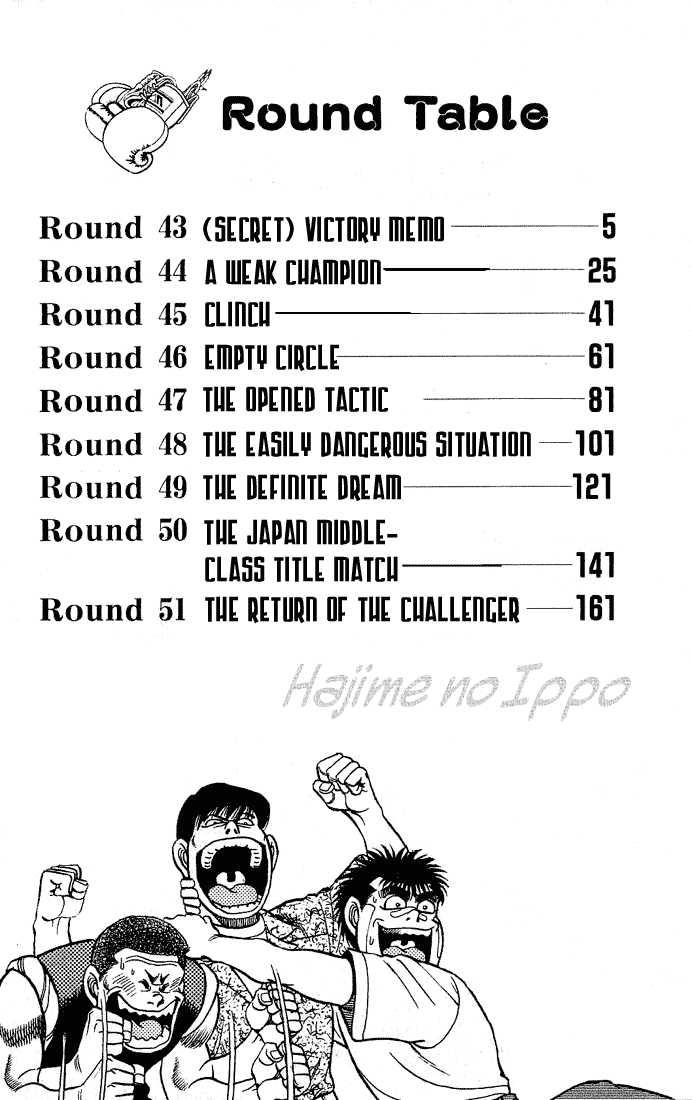 Round Table
Round 43 (SECRET) VICTORY MEMO 5
Round 44 A WEAK CHAMPION 25
Round 45 CLINCH 41
Round 46 EMPTY CIRCLE 61
Round 47 THE OPENED TACTIC 81
Round 48 THE EASILY DANGEROUS SITUATION 101
Round 49 THE DEFINITE DREAM 121
Round 50 THE JAPAN MIDDLE-
CLASS TITLE MATCH 141
Round 51 THE RETURN OF THE CHALLENGER 161
Hajime no Ippo